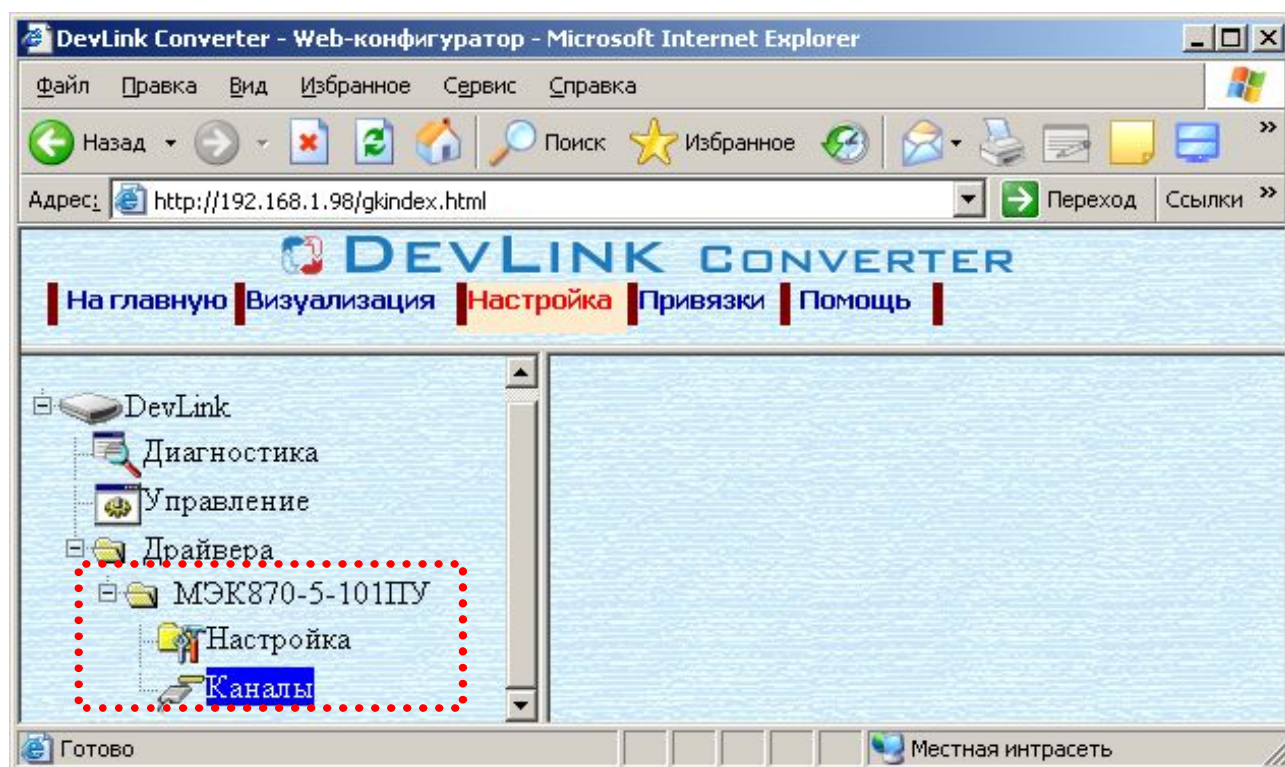 DevLink Converter - Web-конфигуратор - Microsoft Internet Explorer
Файл Правка Вид Избранное Сервис Справка
Назад Поиск Избранное »
Адрес: http://192.168.1.98/gkindex.html Переход Ссылки »
DEVLINK CONVERTER
На главную Визуализация Настройка Привязки Помощь
DevLink
Диагностика
Управление
Драйвера
МЭК870-5-101ПУ
Настройка
Каналы
Готово Местная интрасеть